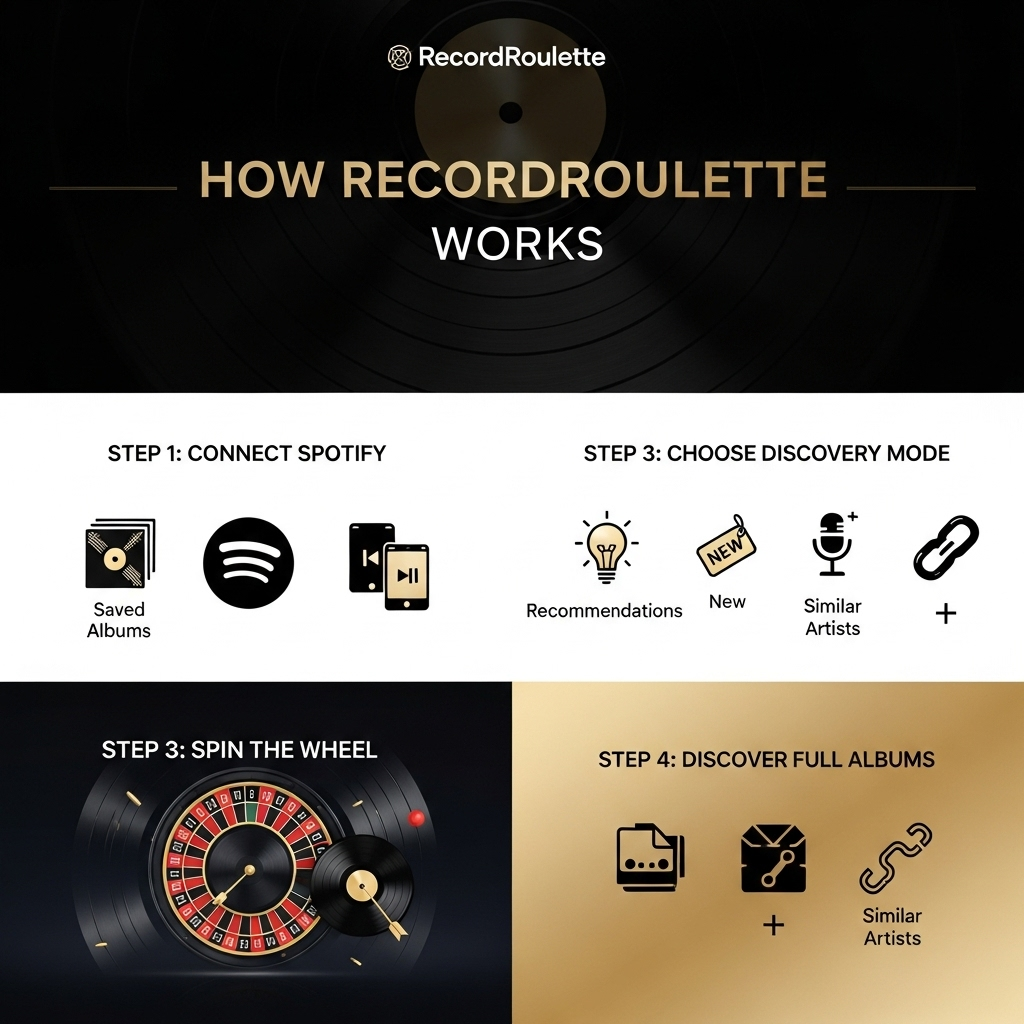 RecordRoulette
HOW RECORDROULETTE
WORKS
STEP 1: CONNECT SPOTIFY
Saved
Albums
STEP 3: CHOOSE DISCOVERY MODE
Recommendations
NEW
New
Similar
Artists
+
STEP 3: SPIN THE WHEEL
STEP 4: DISCOVER FULL ALBUMS
+
Similar
Artists